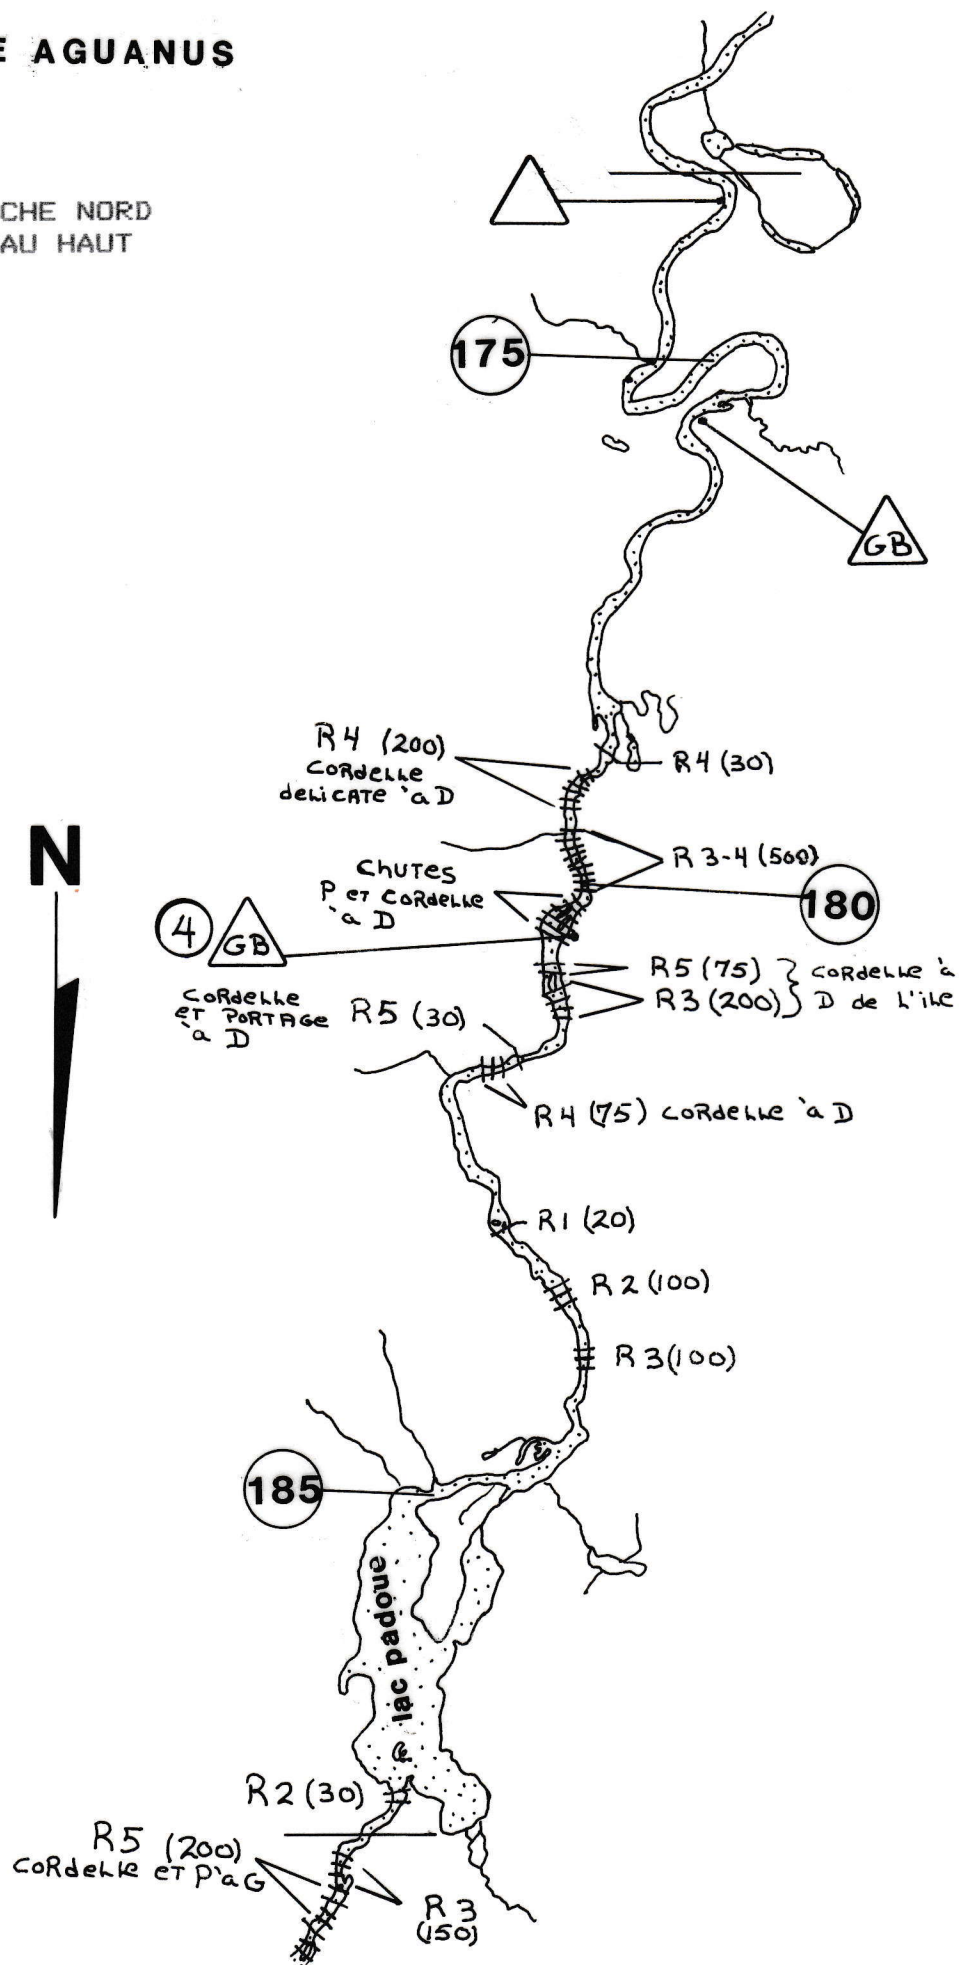 E AGUANUS
CHE NORD
AU HAUT
175
GB
R4 (200)
CORdeLLe
deLiCATe à D
R4 (30)
N
R 3-4 (500)
CHUTES
P eT CORdeLLe
à D
180
4
GB
R5 (75)
R3 (200)
CORdeLLe à
D de L'iLe
CORdeLLe
eT PORTAGe
à D
R5 (30)
R4 (75) CORdeLLe à D
R1 (20)
R2 (100)
R3 (100)
185
lac padoue
R2 (30)
R5 (200)
CORdeLLe eT P à G
R3
(150)